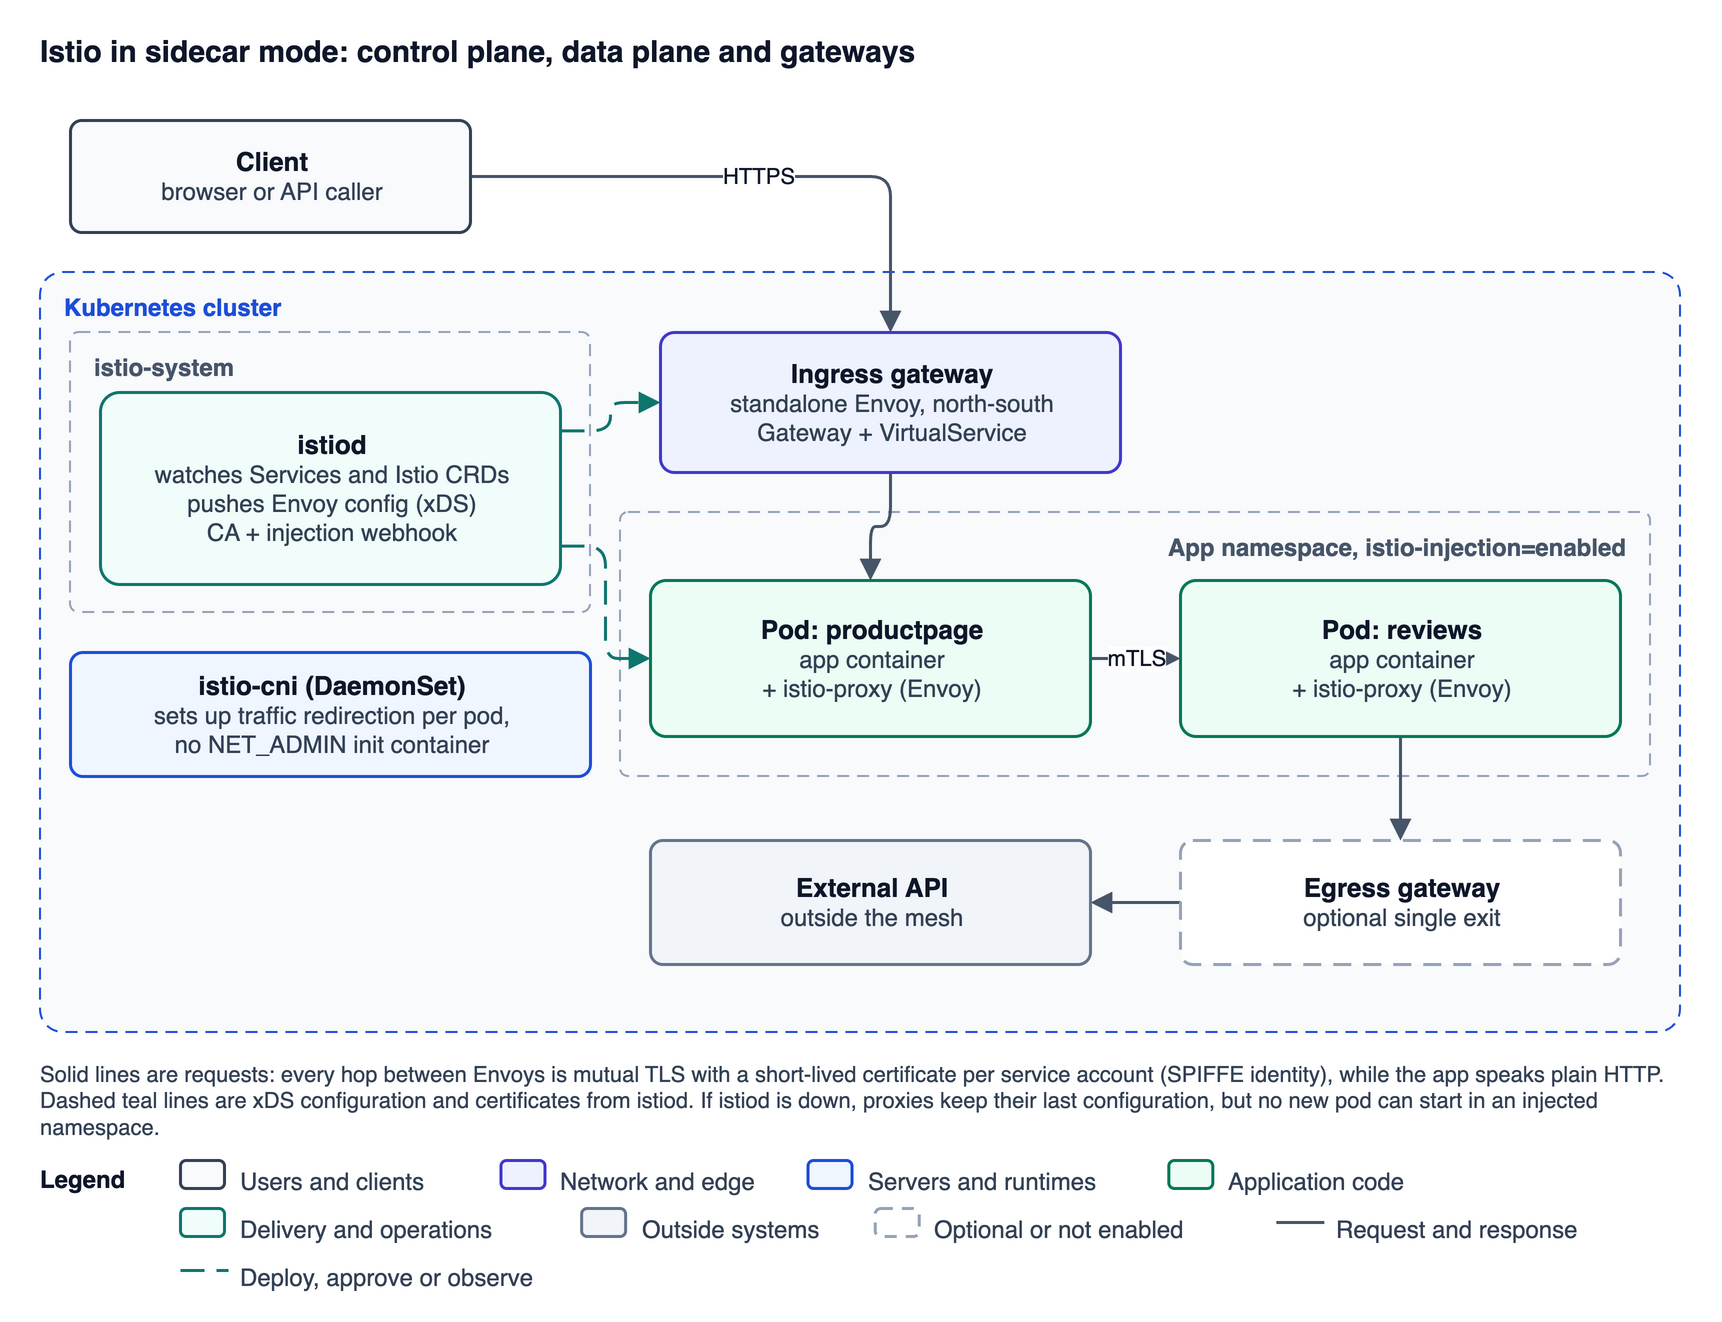 Istio in sidecar mode: control plane, data plane and gateways
Client
browser or API caller
HTTPS
Kubernetes cluster
istio-system
istiod
watches Services and Istio CRDs
pushes Envoy config (xDS)
CA + injection webhook
Ingress gateway
standalone Envoy, north-south
Gateway + VirtualService
App namespace, istio-injection=enabled
istio-cni (DaemonSet)
sets up traffic redirection per pod,
no NET_ADMIN init container
Pod: productpage
app container
+ istio-proxy (Envoy)
mTLS
Pod: reviews
app container
+ istio-proxy (Envoy)
External API
outside the mesh
Egress gateway
optional single exit
Solid lines are requests: every hop between Envoys is mutual TLS with a short-lived certificate per service account (SPIFFE identity), while the app speaks plain HTTP.
Dashed teal lines are xDS configuration and certificates from istiod. If istiod is down, proxies keep their last configuration, but no new pod can start in an injected
namespace.
Legend
Users and clients
Network and edge
Servers and runtimes
Application code
Delivery and operations
Outside systems
Optional or not enabled
Request and response
Deploy, approve or observe